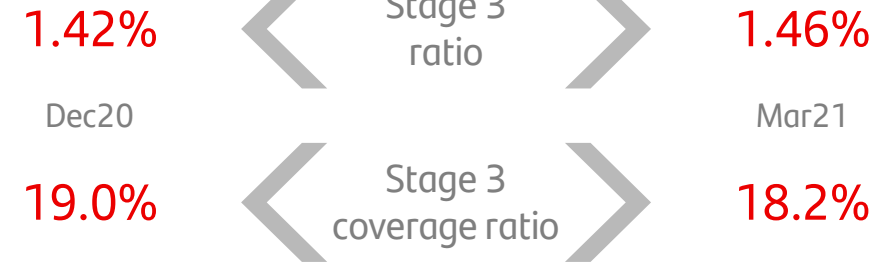 1.42%
Stage 3
ratio
1.46%
Dec20
Mar21
19.0%
Stage 3
coverage ratio
18.2%